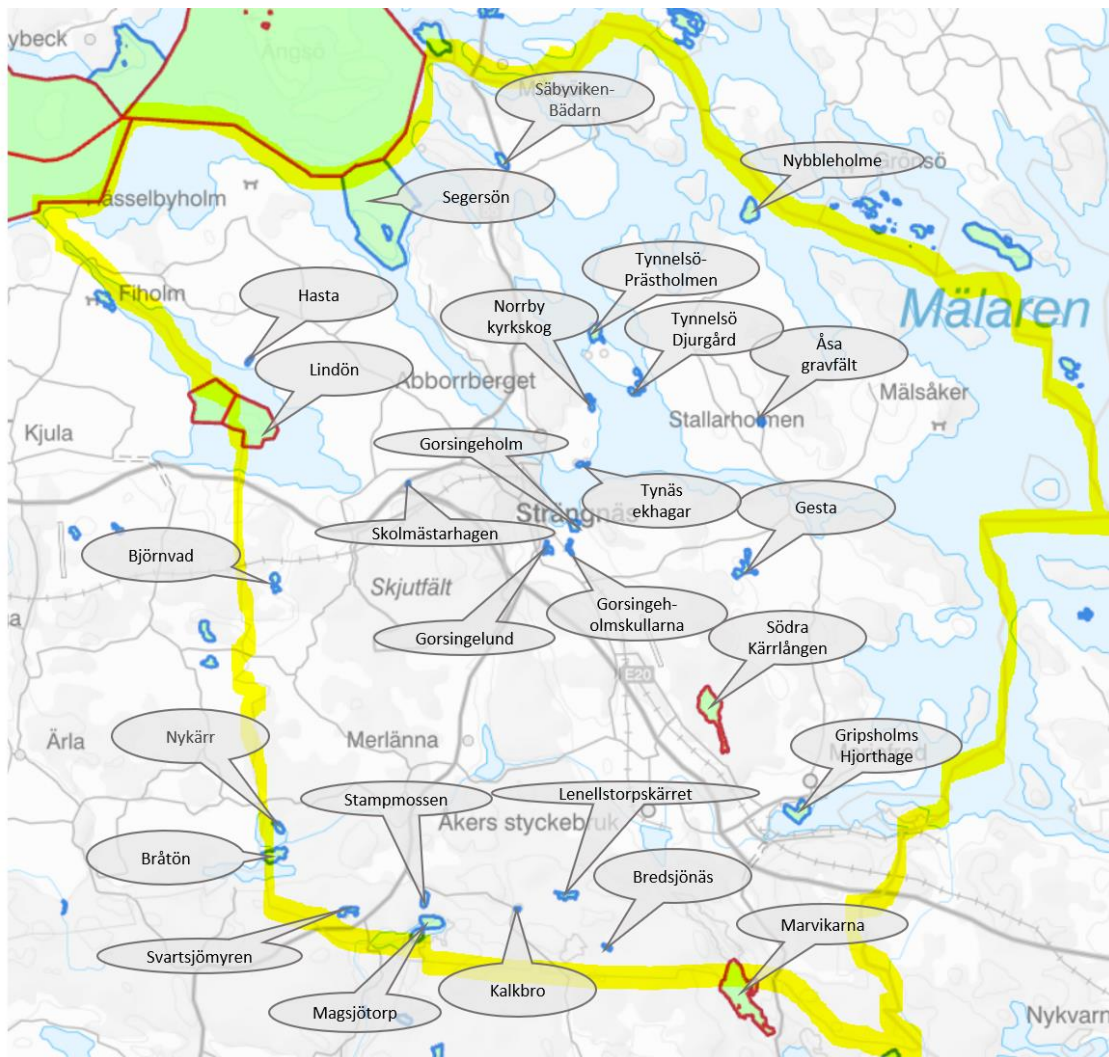 ybeck
Ängsö
Säbyviken-
Bädarn
Segersön
Nybbleholme
Grönsö
Hasta
Fiholm
Tynnelsö-
Prästholmen
Norrby
kyrkskog
Tynnelsö
Djurgård
Åsa
gravfält
Mälaren
Lindön
Abborrberget
Mälsåker
Stallarholmen
Kjula
Gorsingeholm
Skolmästarhagen
Strängnäs
Tynäs
ekhagar
Gesta
Björnvad
Skjutfält
Gorsingelund
Gorsingeh-
olmskullarna
Södra
Kärrlången
E20
Ärla
Nykärr
Merlänna
Gripsholms
Hjorthage
Stampmossen
Lenellstorpskärret
Åkers styckebruk
Bråtön
Bredsjönäs
Marvikarna
Svartsjömyren
Magsjötorp
Kalkbro
Nykvarn